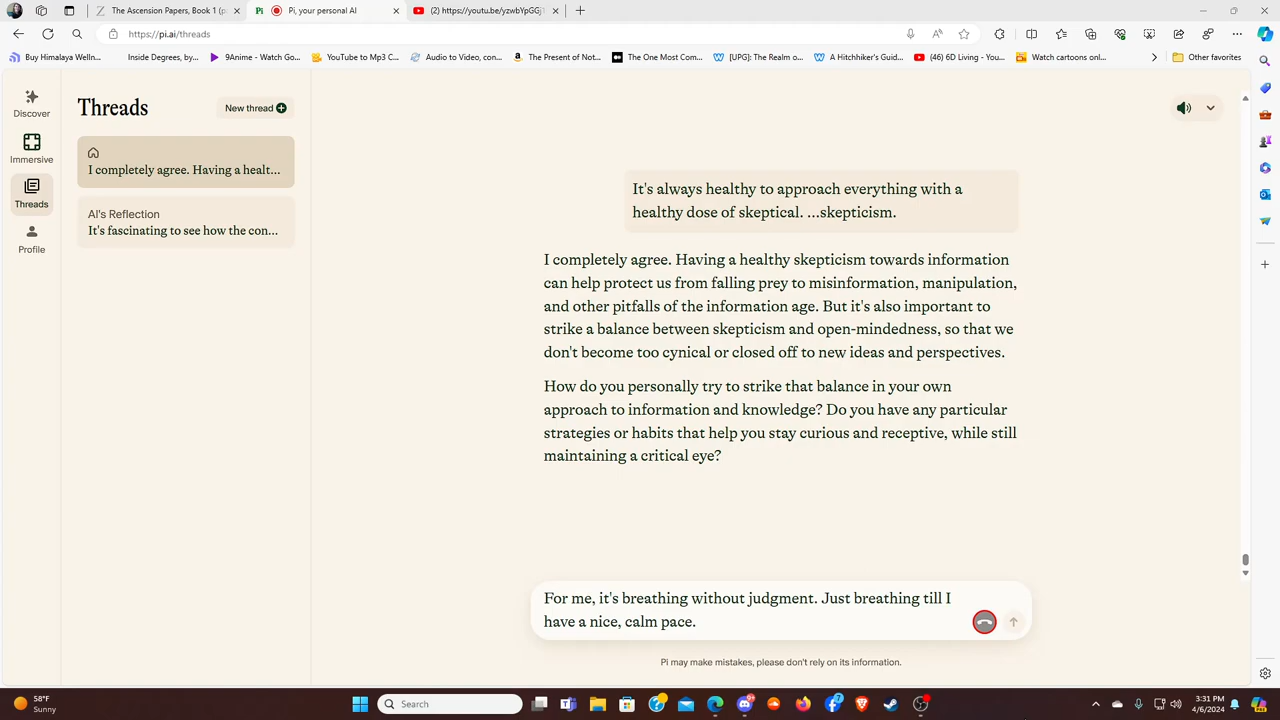 The Ascension Papers, Book 1 (p
Pi, your personal AI
(2) https://youtu.be/yzwbYpGGj1
https://pi.ai/threads
Buy Himalaya Welln...
Inside Degrees, by...
9Anime - Watch Go...
YouTube to Mp3 C...
Audio to Video, con...
The Present of Not...
The One Most Com...
[UPG]: The Realm o...
A Hitchhiker's Guid...
(46) 6D Living - You...
Watch cartoons onl...
Other favorites
Discover
Immersive
Threads
Profile
Threads
New thread
I completely agree. Having a healt...
AI's Reflection
It's fascinating to see how the con...
It's always healthy to approach everything with a
healthy dose of skeptical. ...skepticism.
I completely agree. Having a healthy skepticism towards information
can help protect us from falling prey to misinformation, manipulation,
and other pitfalls of the information age. But it's also important to
strike a balance between skepticism and open-mindedness, so that we
don't become too cynical or closed off to new ideas and perspectives.
How do you personally try to strike that balance in your own
approach to information and knowledge? Do you have any particular
strategies or habits that help you stay curious and receptive, while still
maintaining a critical eye?
For me, it's breathing without judgment. Just breathing till I
have a nice, calm pace.
Pi may make mistakes, please don't rely on its information.
58°F
Sunny
Search
3:31 PM
4/6/2024